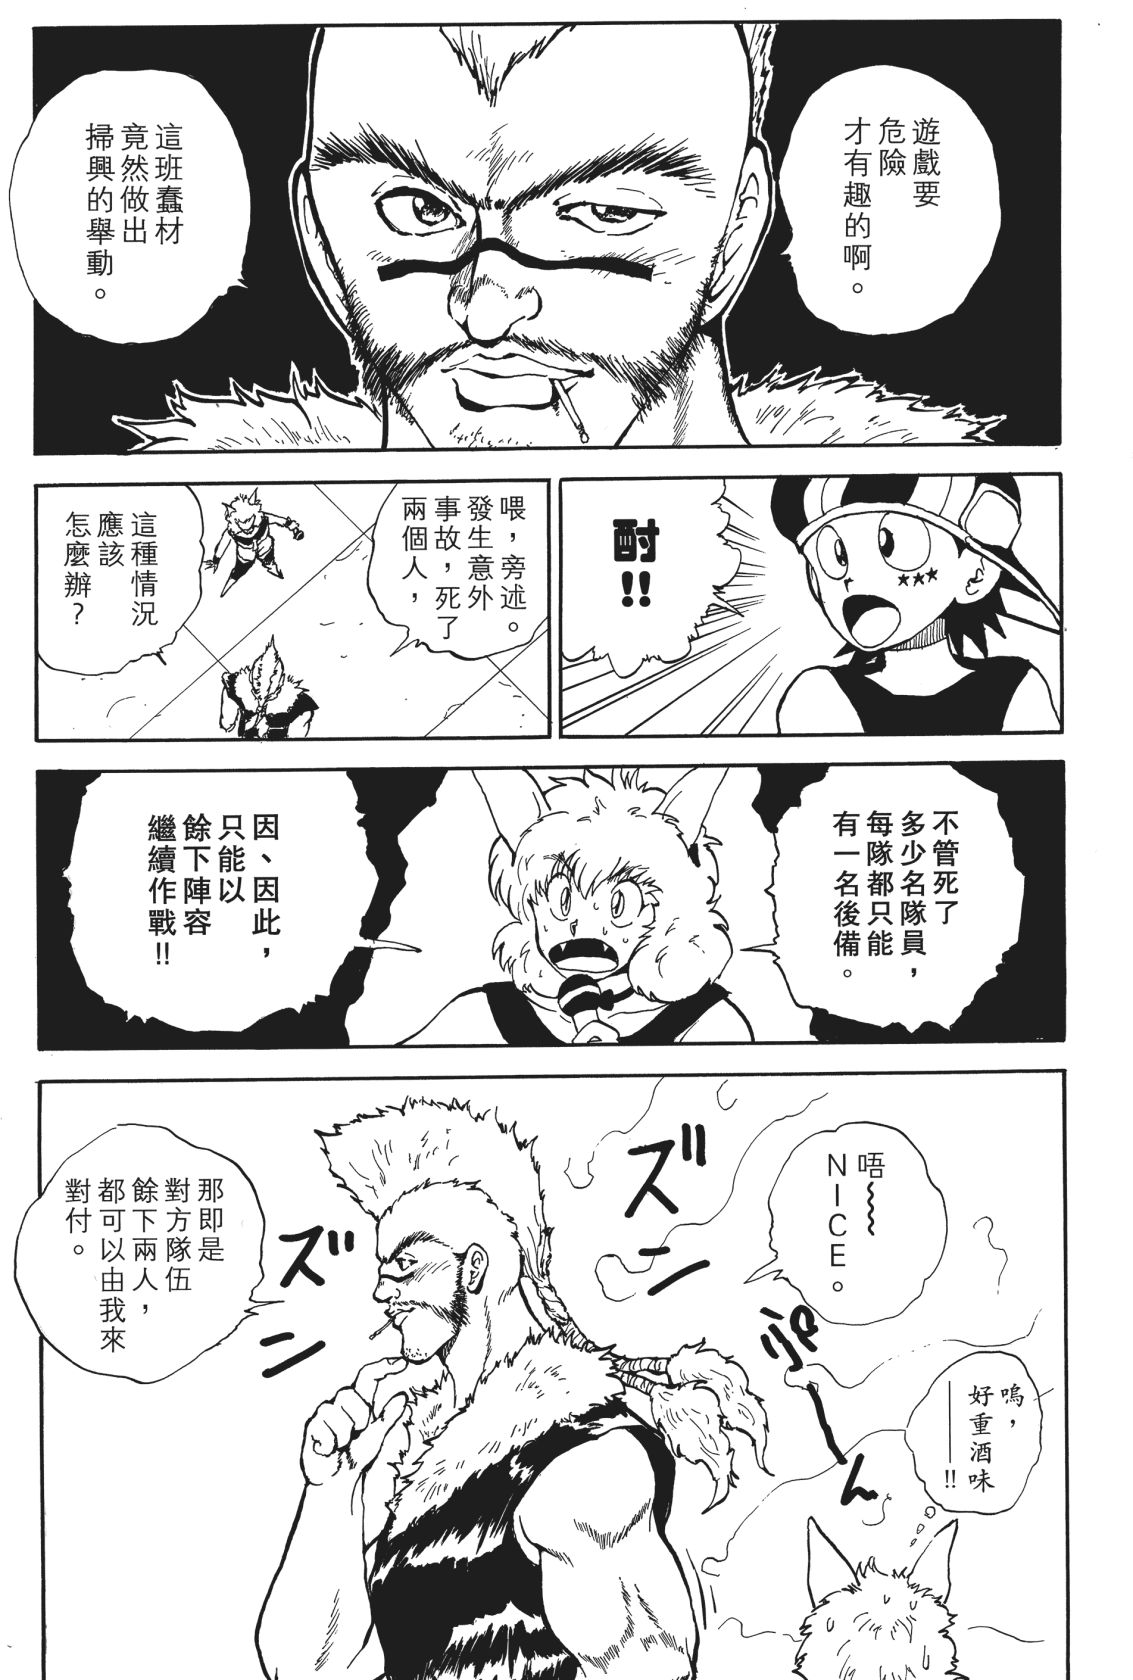 遊戲要
危險
才有趣的啊。
這班蠢材
竟然做出
掃興的舉動。
酎!!
喂，旁述。
發生意外
事故，死了
兩個人，
這種情況
應該
怎麼辦？
不管死了
多少名隊員，
每隊都只能
有一名後備。
因、因此，
只能以
餘下陣容
繼續作戰!!
唔~~~
NICE。
ズン
ズン
ぷ～ん
嗚，
好重酒味
——!!
那即是
對方隊伍
餘下兩人，
都可以由我來
對付。